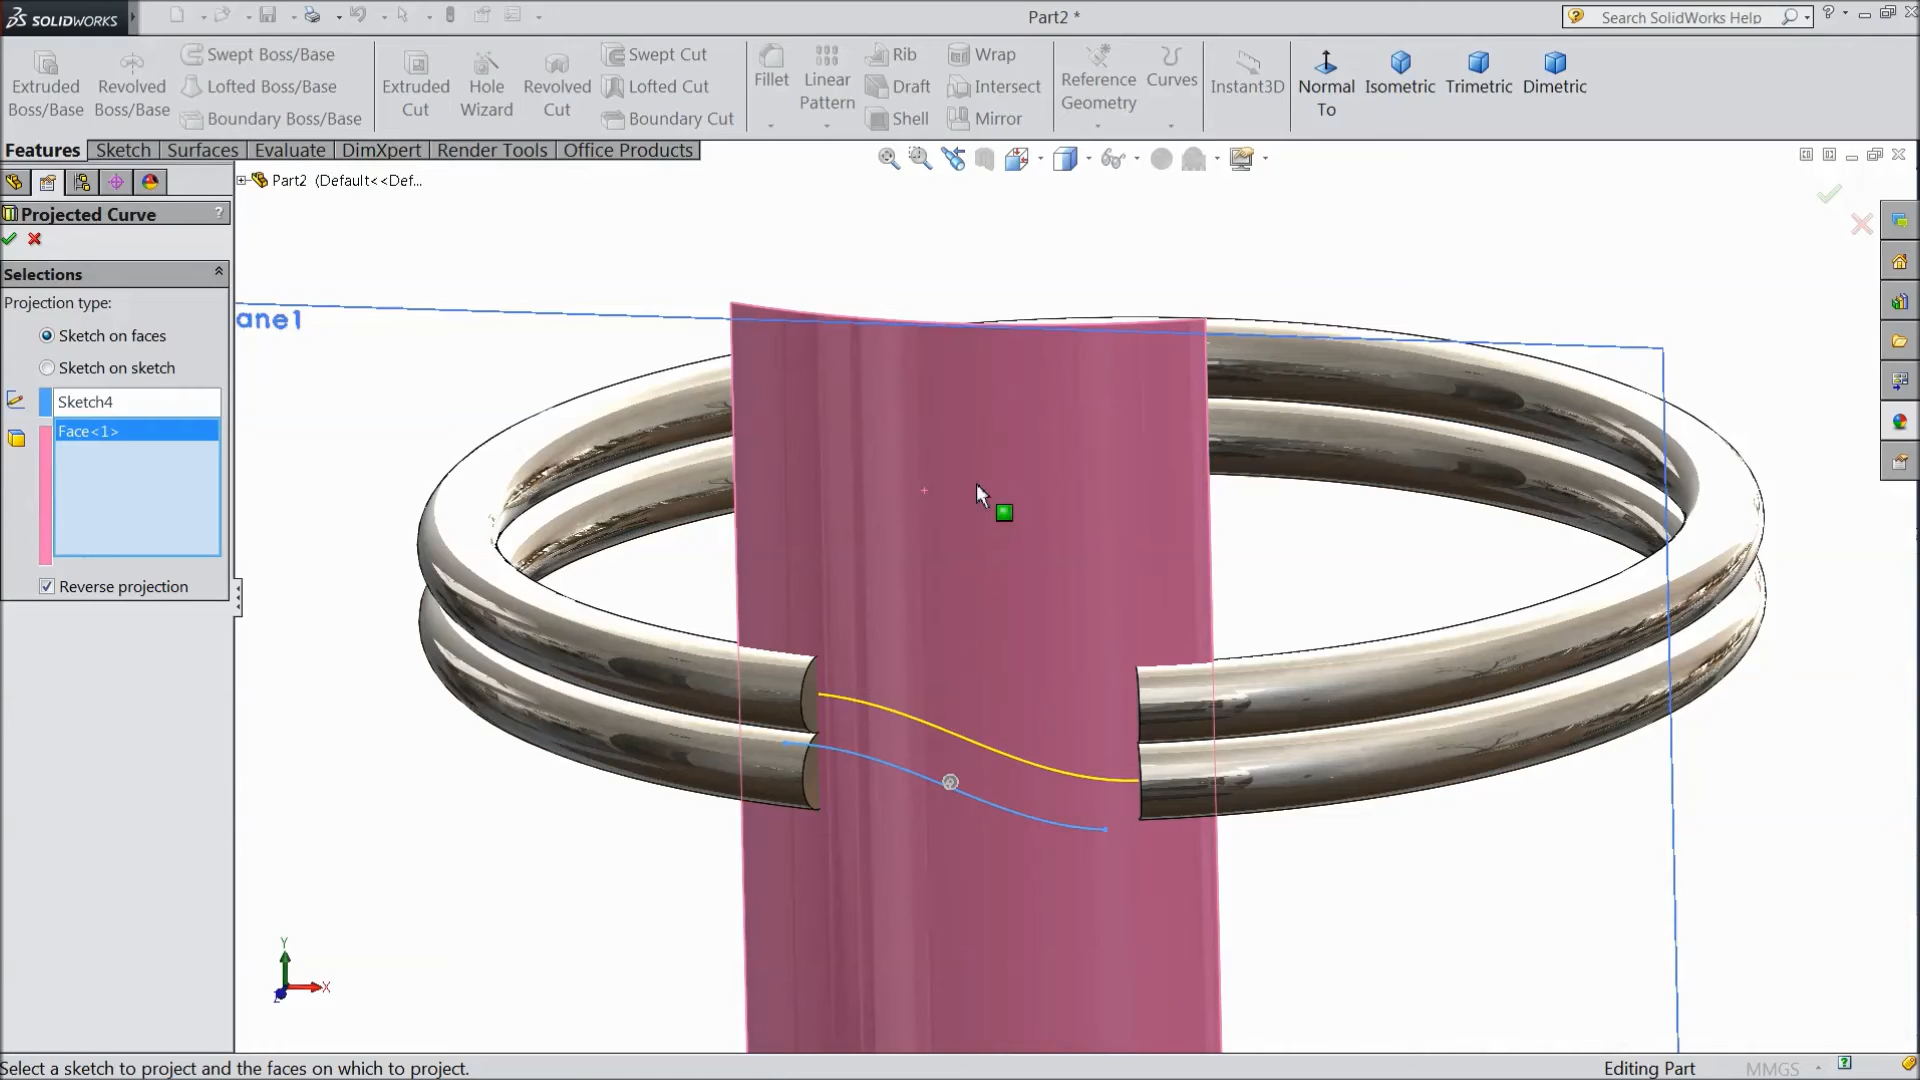 SOLIDWORKS
Part2 *
Search SolidWorks Help
Extruded Boss/Base
Revolved Boss/Base
Swept Boss/Base
Lofted Boss/Base
Boundary Boss/Base
Extruded Cut
Hole Wizard
Revolved Cut
Swept Cut
Lofted Cut
Boundary Cut
Fillet
Linear Pattern
Rib
Draft
Shell
Wrap
Intersect
Mirror
Reference Geometry
Curves
Instant3D
Normal To
Isometric
Trimetric
Dimetric
Features
Sketch
Surfaces
Evaluate
DimXpert
Render Tools
Office Products
Part2 (Default<<Def...
Projected Curve
?
Selections
Projection type:
Sketch on faces
Sketch on sketch
Sketch4
Face<1>
Reverse projection
ane1
Y
X
Z
Select a sketch to project and the faces on which to project.
Editing Part
MMGS